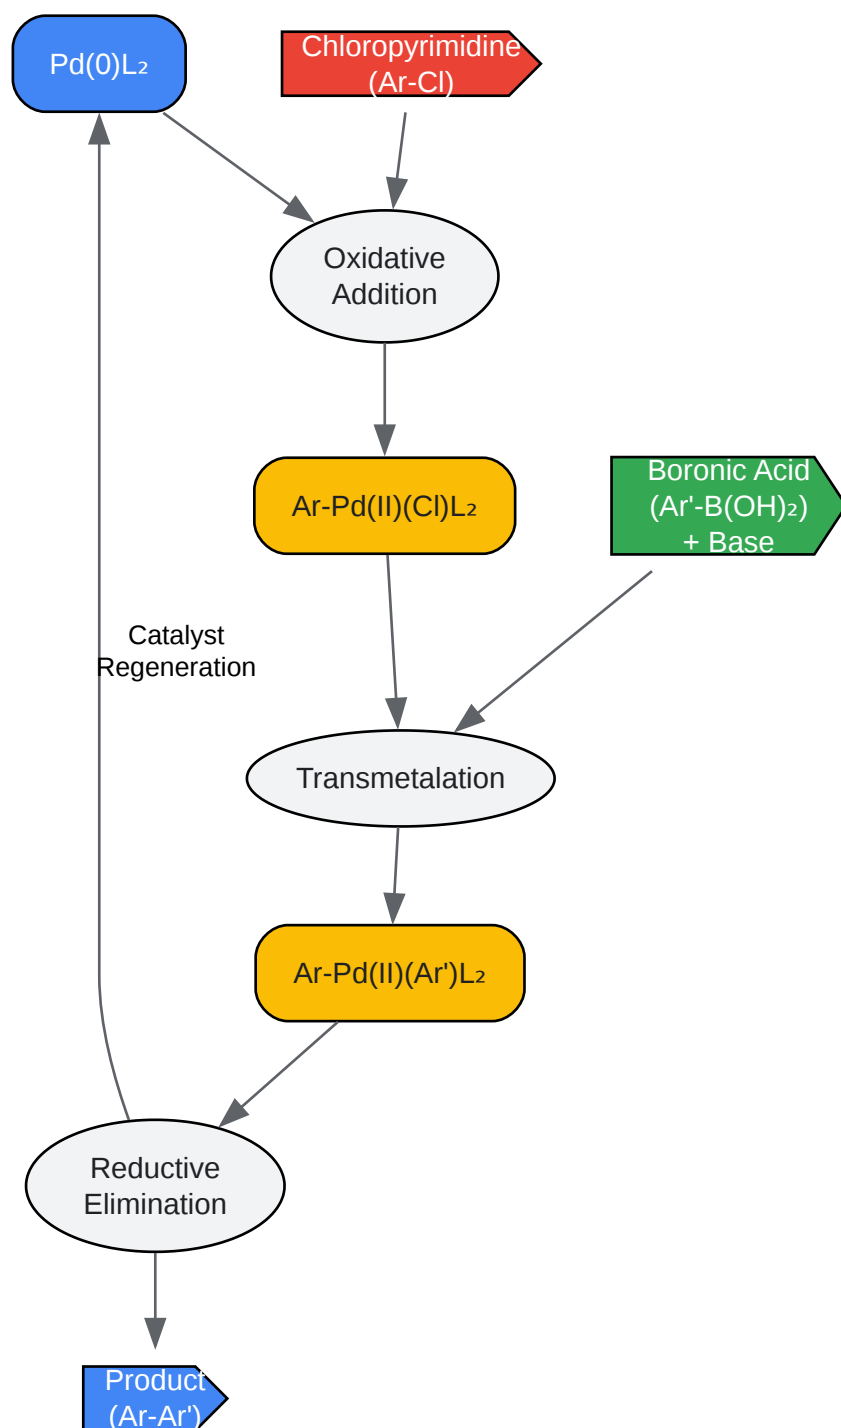 Pd(0)L₂
Chloropyrimidine
(Ar-Cl)
Oxidative
Addition
Ar-Pd(II)(Cl)L₂
Boronic Acid
(Ar'-B(OH)₂)
+ Base
Catalyst
Regeneration
Transmetalation
Ar-Pd(II)(Ar')L₂
Reductive
Elimination
Product
(Ar-Ar')